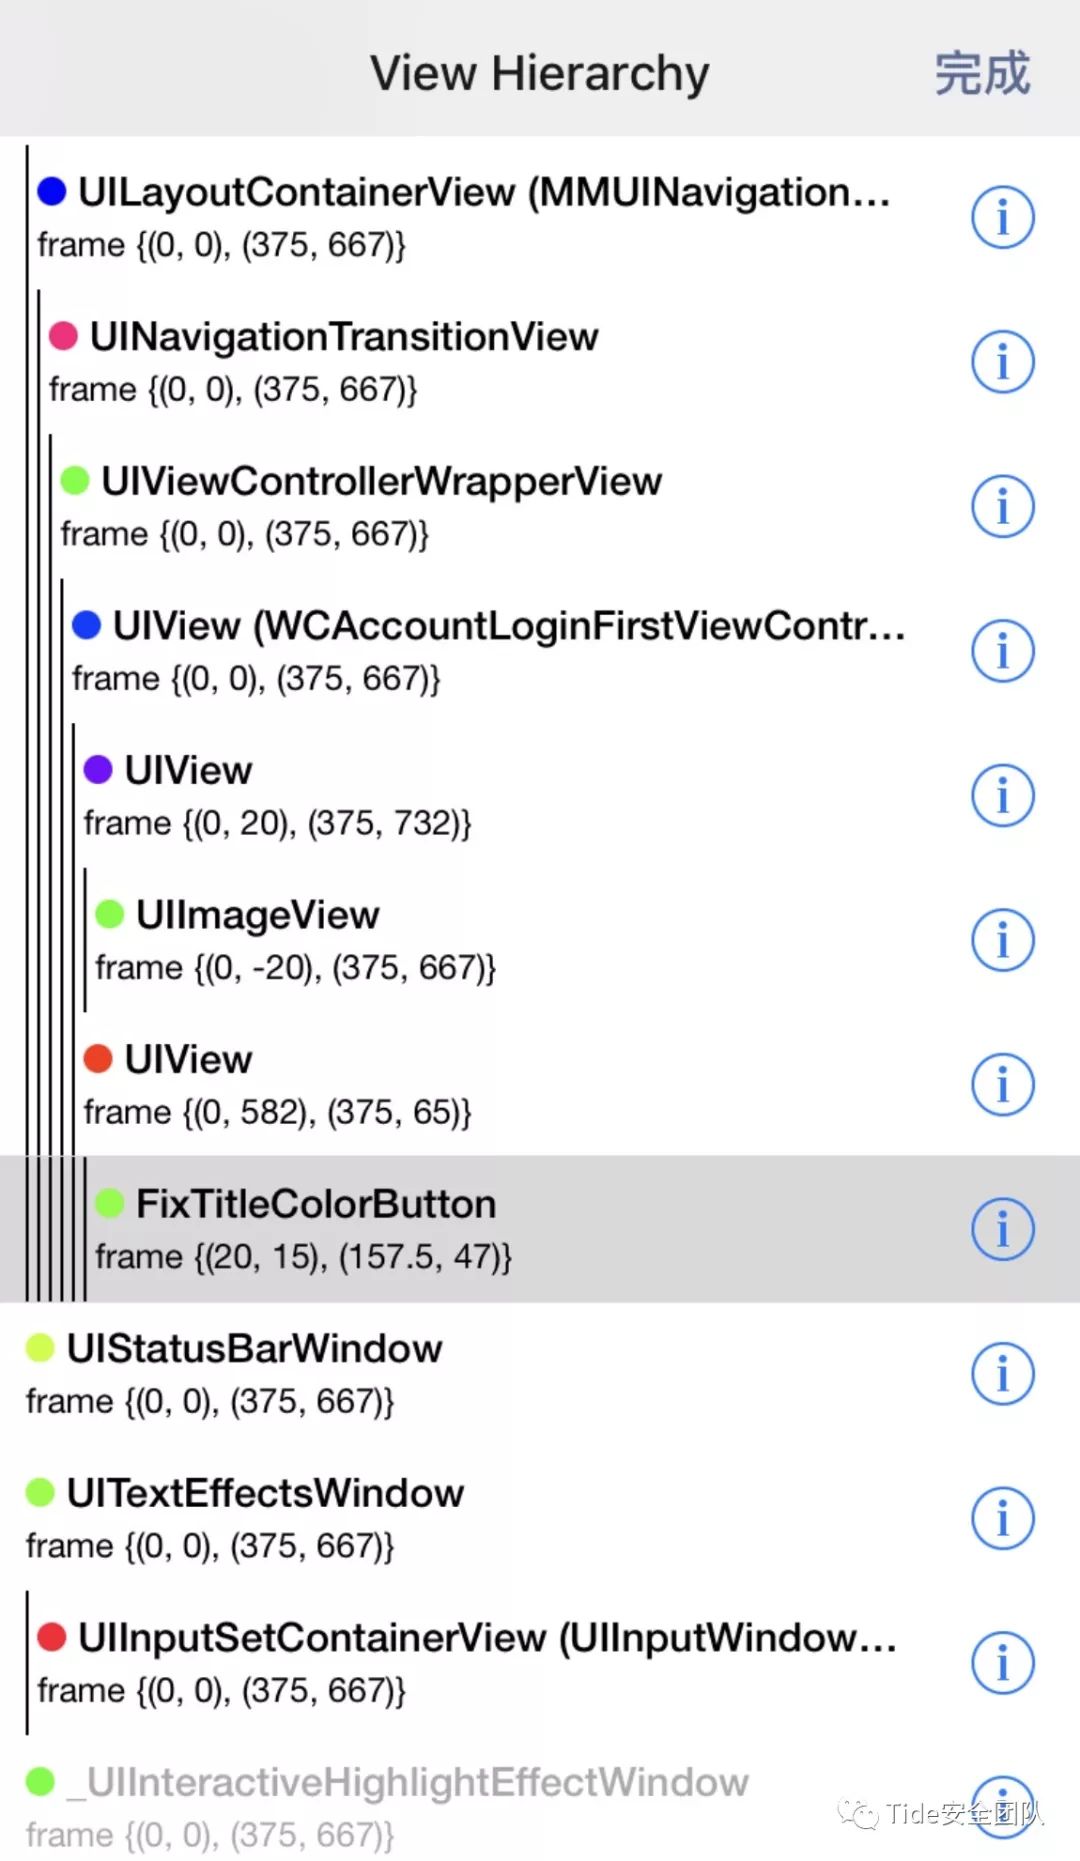 View Hierarchy 完成
UILayoutContainerView (MMUINavigation...
frame {(0, 0), (375, 667)}
UINavigationTransitionView
frame {(0, 0), (375, 667)}
UIViewControllerWrapperView
frame {(0, 0), (375, 667)}
UIView (WCAccountLoginFirstViewContr...
frame {(0, 0), (375, 667)}
UIView
frame {(0, 20), (375, 732)}
UIImageView
frame {(0, -20), (375, 667)}
UIView
frame {(0, 582), (375, 65)}
FixTitleColorButton
frame {(20, 15), (157.5, 47)}
UIStatusBarWindow
frame {(0, 0), (375, 667)}
UITextEffectsWindow
frame {(0, 0), (375, 667)}
UIInputSetContainerView (UIInputWindow...
frame {(0, 0), (375, 667)}
_UIInteractiveHighlightEffectWindow
frame {(0, 0), (375, 667)}
Tide安全团队